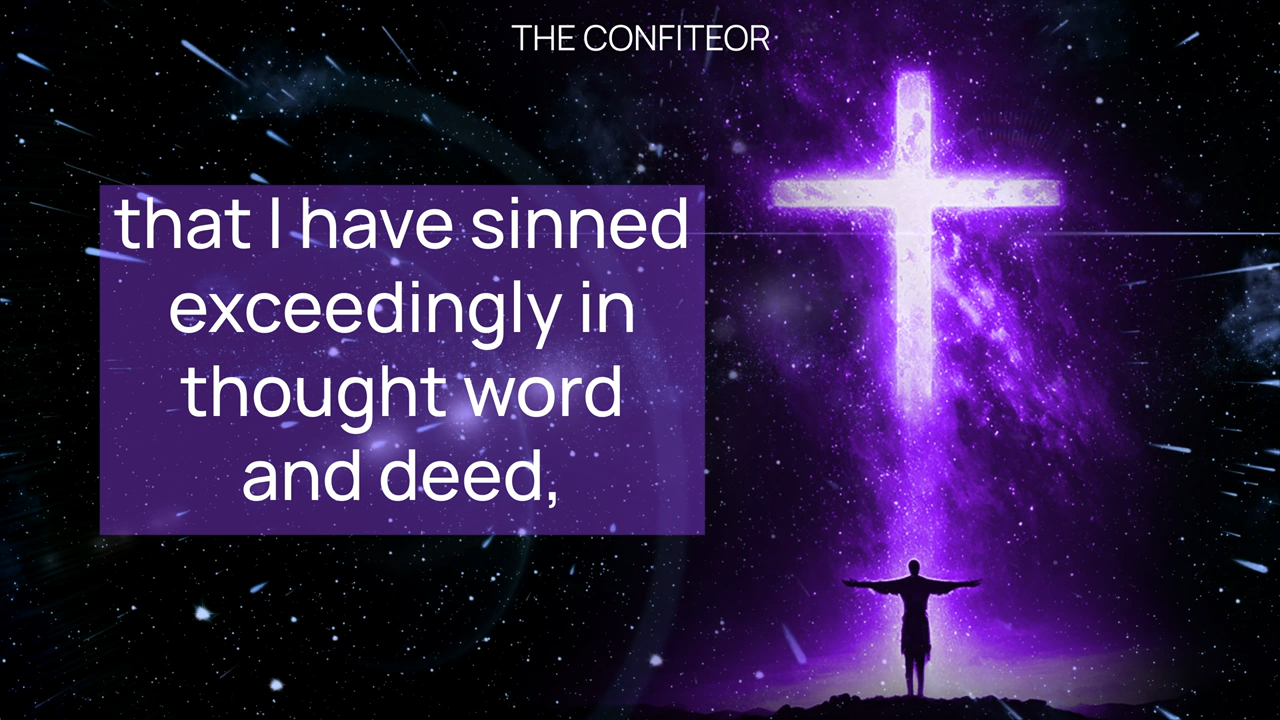 THE CONFITEOR
that I have sinned
exceedingly in
thought word
and deed,